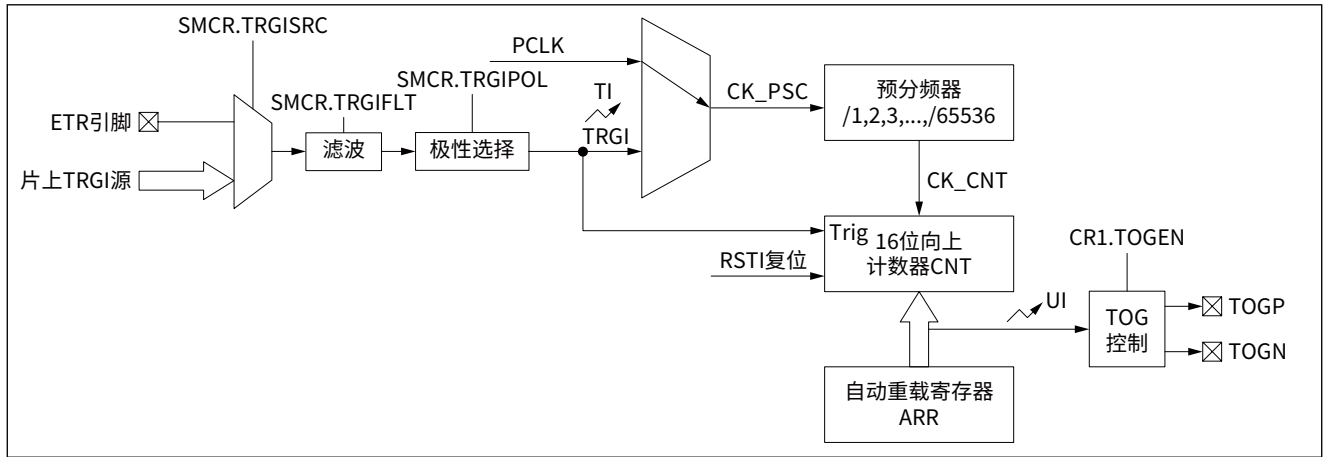 SMCR.TRGISRC
PCLK
SMCR.TRGIPOL
TI
CK_PSC
预分频器
/1,2,3,...,/65536
SMCR.TRGIFLT
ETR引脚
滤波
极性选择
TRGI
片上TRGI源
CK_CNT
Trig
16位向上
计数器CNT
RSTI复位
CR1.TOGEN
UI
TOG
控制
TOGP
TOGN
自动重载寄存器
ARR